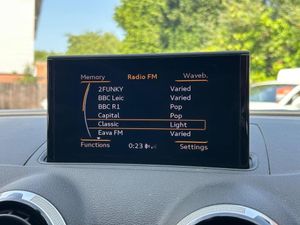 Memory Radio FM Waveb.
2FUNKY Varied
BBC Leic Varied
BBC R1 Pop
Capital Pop
Classic Light
Eava FM Varied
Functions 0:23 Settings